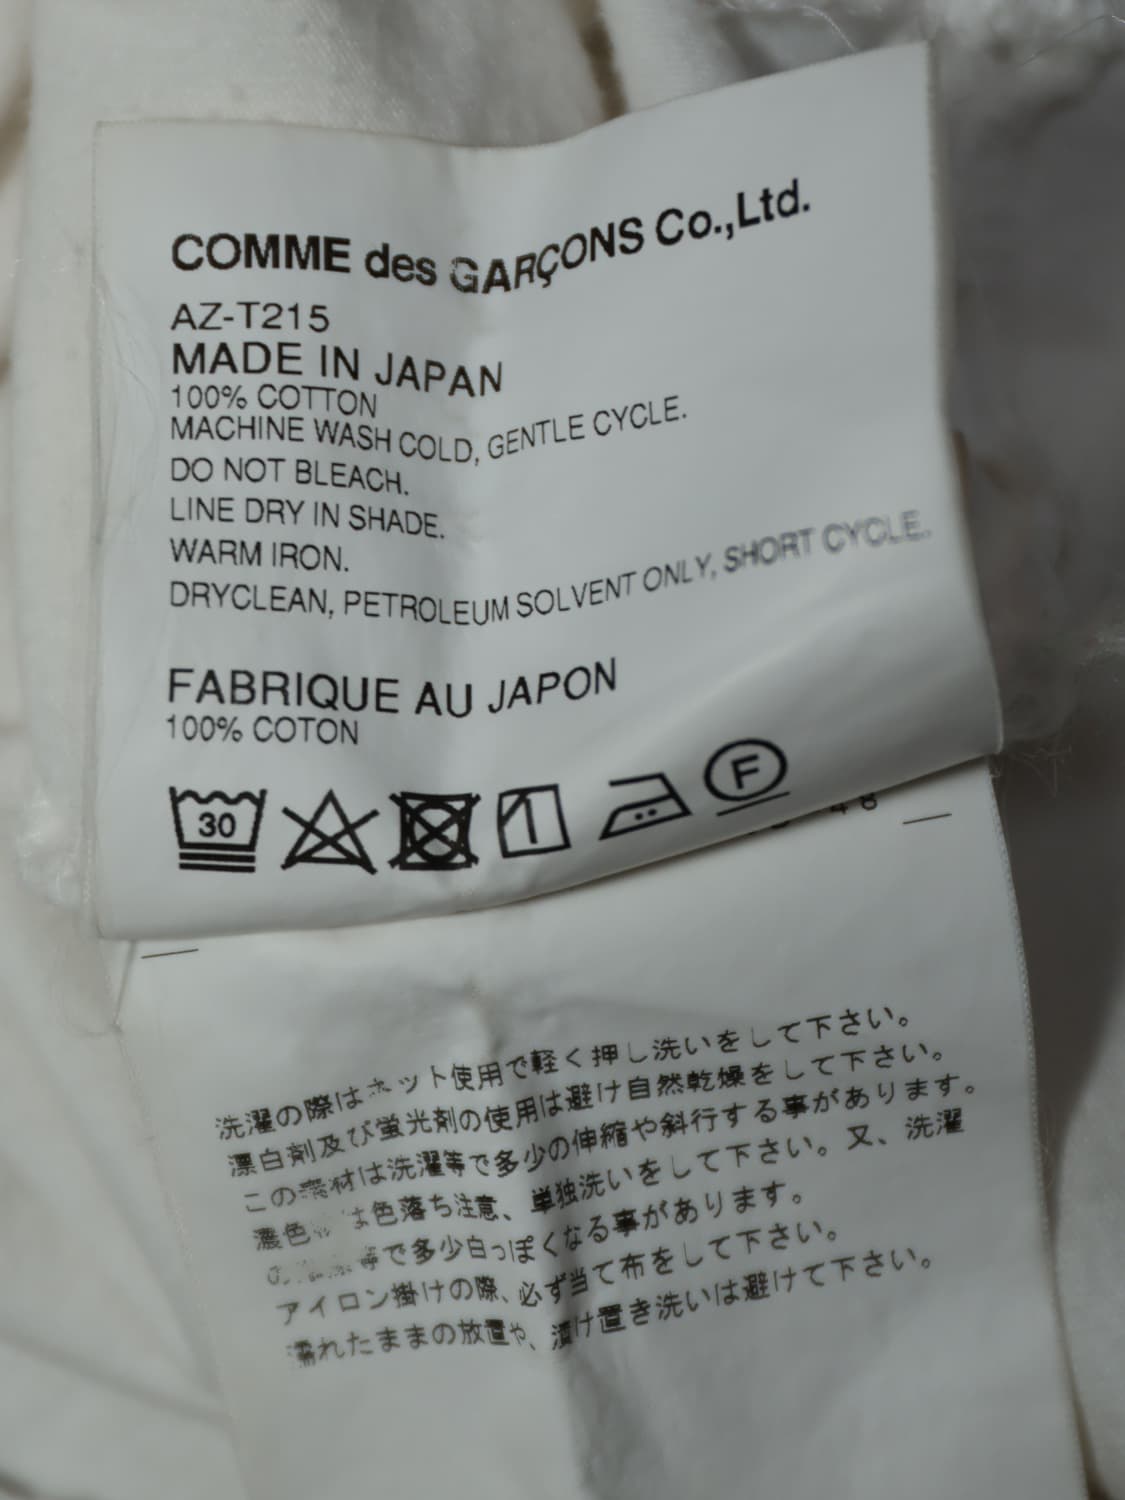 COMME des GARÇONS Co.,Ltd.
AZ-T215
MADE IN JAPAN
100% COTTON
MACHINE WASH COLD, GENTLE CYCLE.
DO NOT BLEACH.
LINE DRY IN SHADE.
WARM IRON.
DRYCLEAN, PETROLEUM SOLVENT ONLY, SHORT CYCLE.
FABRIQUE AU JAPON
100% COTON
30
F
48
洗濯の際はネット使用で軽く押し洗いをして下さい。
漂白剤及び蛍光剤の使用は避け自然乾燥をして下さい。
この素材は洗濯等で多少の伸縮や斜行する事があります。
濃色は色落ち注意、単独洗いをして下さい。又、洗濯
の等で多少白っぽくなる事があります。
アイロン掛けの際、必ず当て布をして下さい。
濡れたままの放置や、漬け置き洗いは避けて下さい。